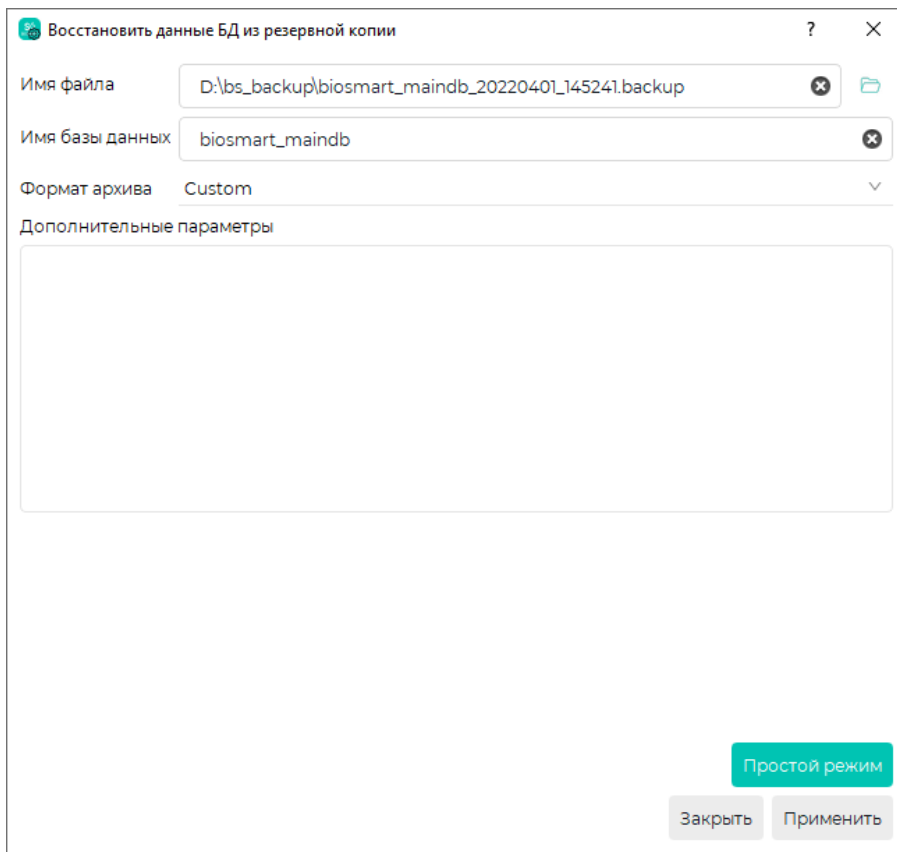 Восстановить данные БД из резервной копии ?
Имя файла D:\bs_backup\biosmart_maindb_20220401_145241.backup
Имя базы данных biosmart_maindb
Формат архива Custom
Дополнительные параметры
Простой режим
Закрыть Применить